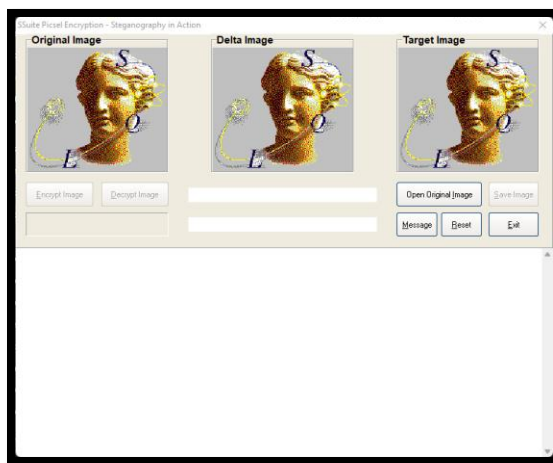 SSuite Picsel Encryption - Steganography in Action
Original Image
Delta Image
Target Image
S
Q
L
S
Q
L
S
Q
L
Encrypt Image
Decrypt Image
Open Original Image
Save Image
Message
Reset
Exit